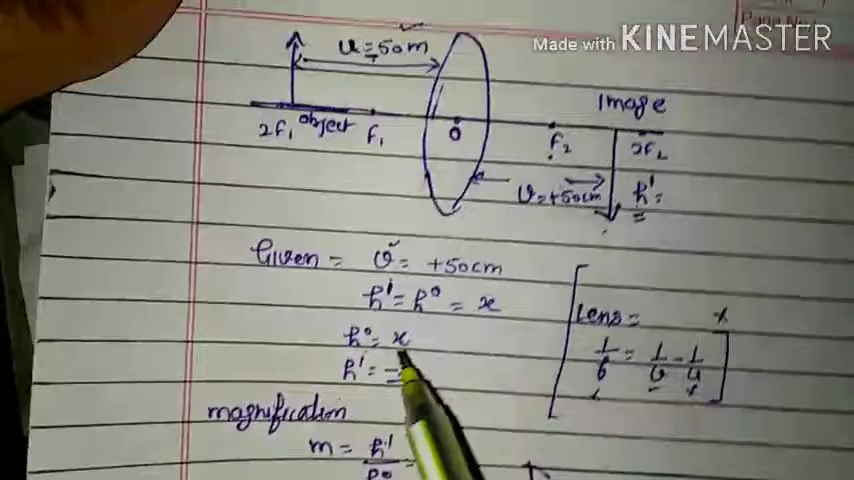 Made with KINEMASTER
u=50m
Image
2F₁ object F₁ O F₂ 2F₂
v=+50cm h' =
Given = v = +50cm
h' = h° = x
h° = x
h' = -
Lens =
1/f = 1/v - 1/u
magnification
m = h'/h° =